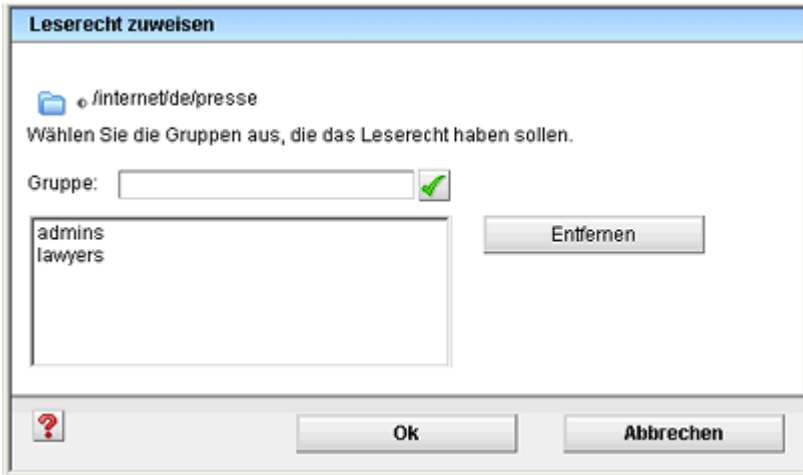 Leserecht zuweisen
/internet/de/presse
Wählen Sie die Gruppen aus, die das Leserecht haben sollen.
Gruppe:
admins
lawyers
Entfernen
Ok
Abbrechen